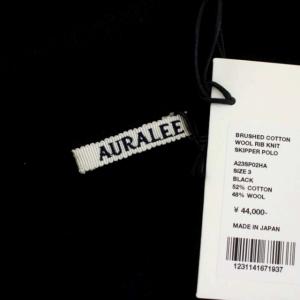 AURALEE
BRUSHED COTTON
WOOL RIB KNIT
SKIPPER POLO
A23SP02HA
SIZE 3
BLACK
52% COTTON
48% WOOL
¥ 44,000-
MADE IN JAPAN
1231141671937